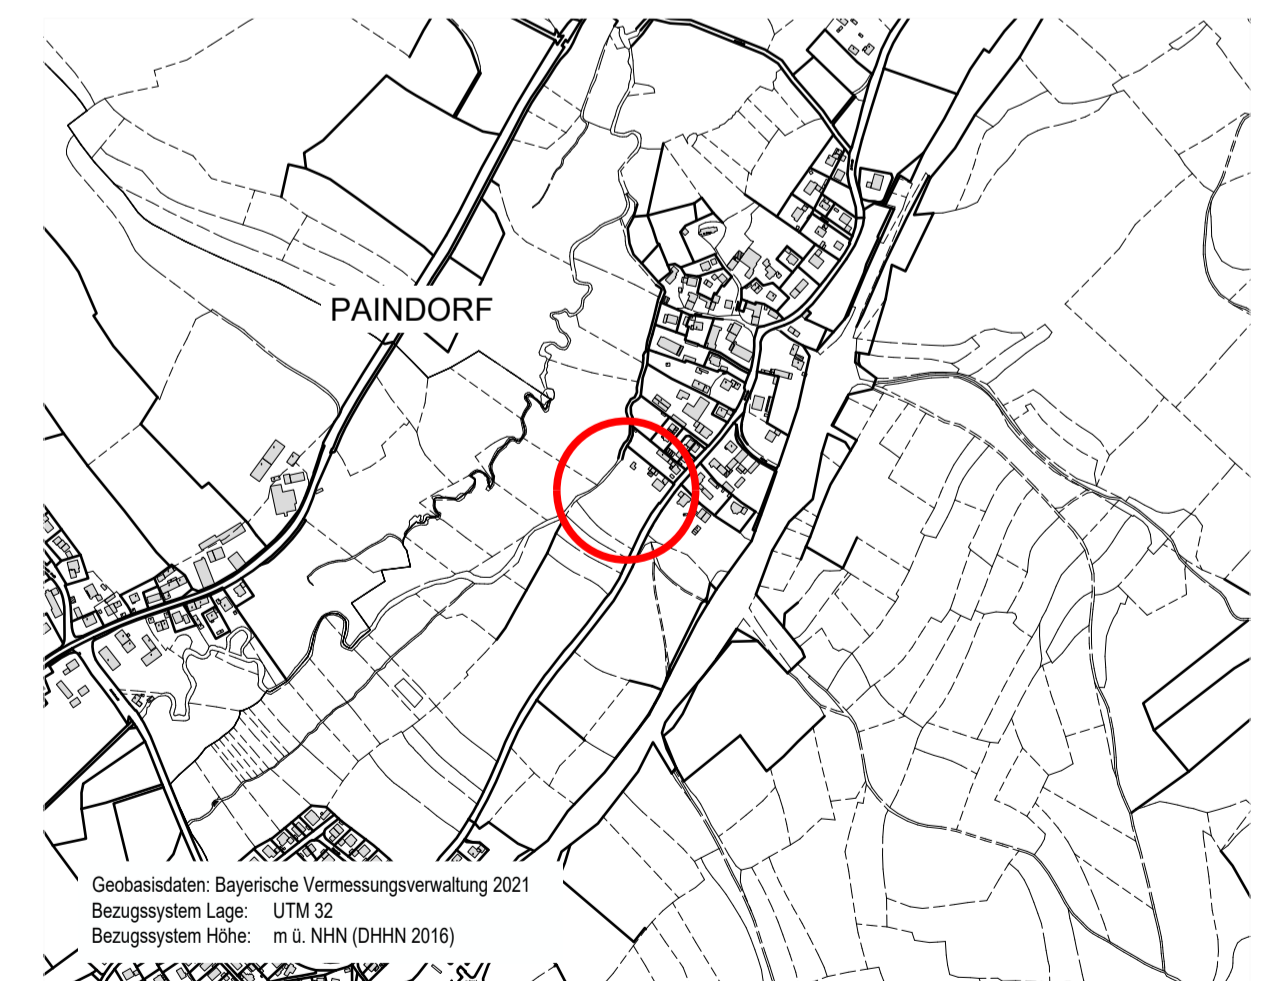 PAINDORF
Geobasisdaten: Bayerische Vermessungsverwaltung 2021
Bezugssystem Lage: UTM 32
Bezugssystem Höhe: m ü. NHN (DHHN 2016)